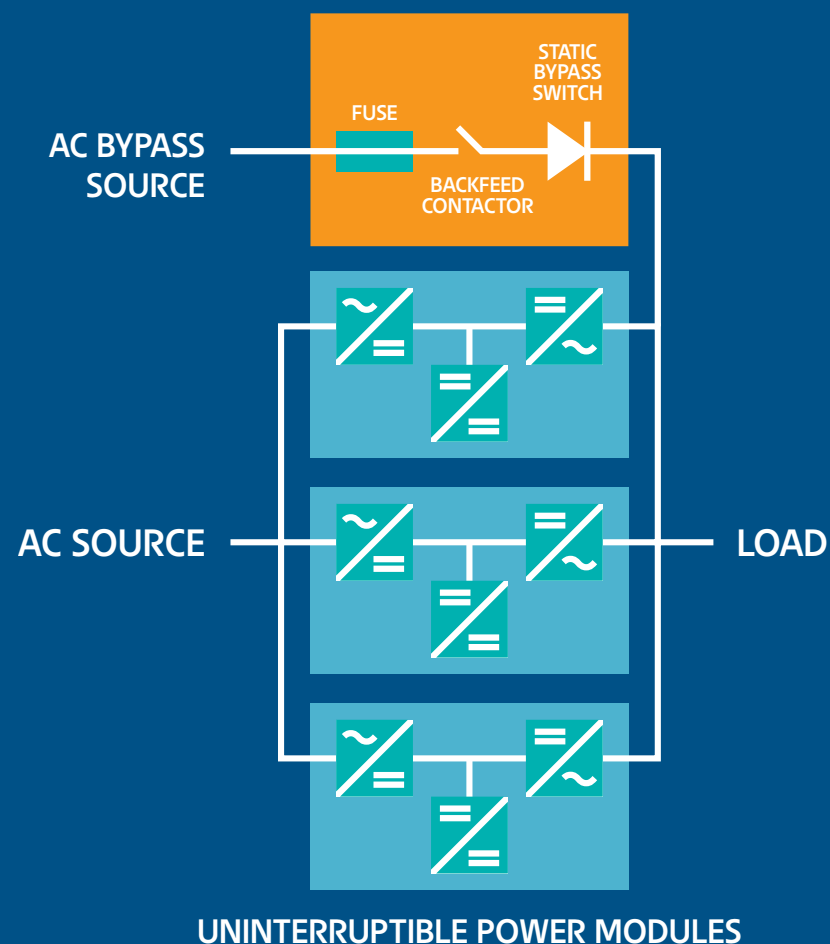 STATIC
BYPASS
SWITCH
FUSE
AC BYPASS
SOURCE
BACKFEED
CONTACTOR
AC SOURCE
LOAD
UNINTERRUPTIBLE POWER MODULES